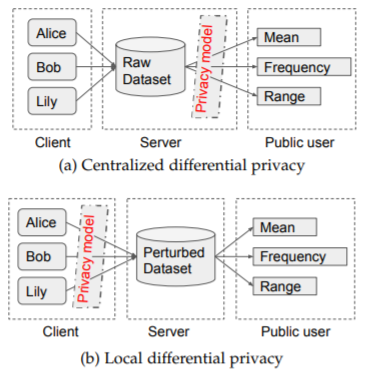 Alice
Bob
Lily
Raw
Dataset
Privacy model
Mean
Frequency
Range
Client Server Public user
(a) Centralized differential privacy
Alice
Bob
Lily
Privacy model
Perturbed
Dataset
Mean
Frequency
Range
Client Server Public user
(b) Local differential privacy